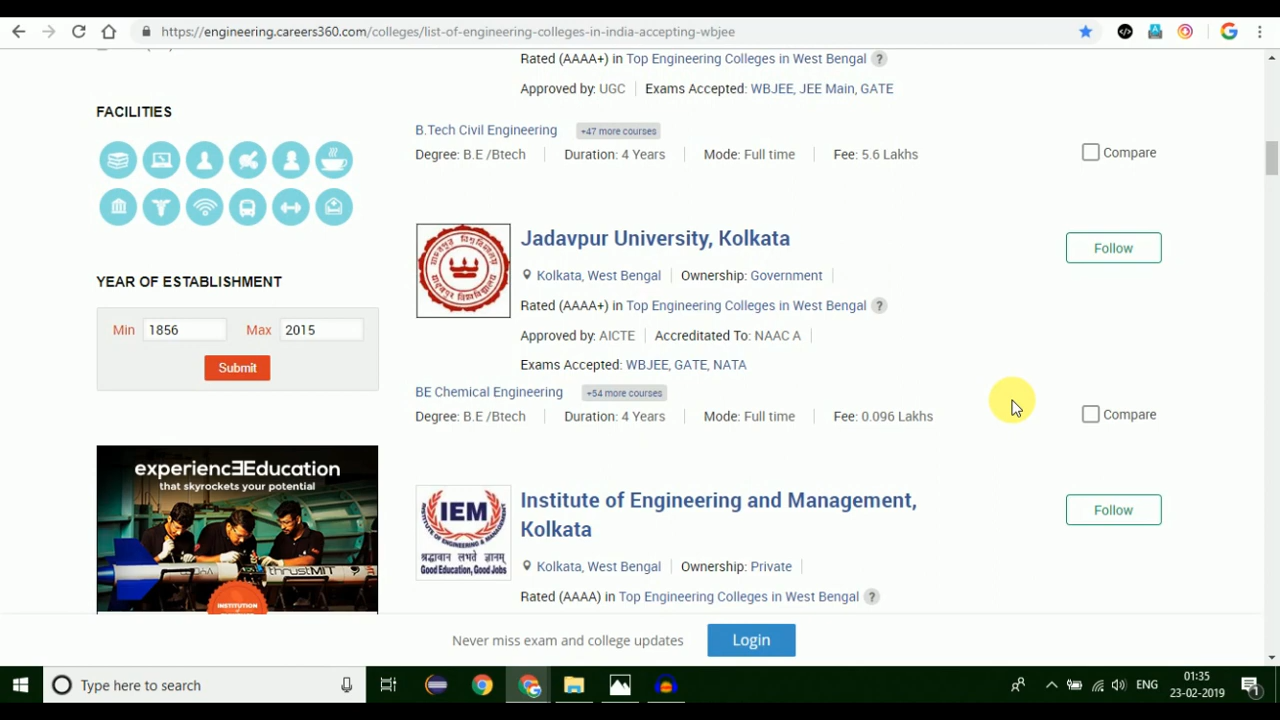 https://engineering.careers360.com/colleges/list-of-engineering-colleges-in-india-accepting-wbjee
Rated (AAAA+) in Top Engineering Colleges in West Bengal ?
Approved by: UGC Exams Accepted: WBJEE, JEE Main, GATE
B.Tech Civil Engineering +47 more courses
Degree: B.E /Btech Duration: 4 Years Mode: Full time Fee: 5.6 Lakhs Compare
FACILITIES
YEAR OF ESTABLISHMENT
Min 1856 Max 2015
Submit
experiencEEducation
that skyrockets your potential
thrustMIT
INSTITUTION
Jadavpur University, Kolkata
Follow
Kolkata, West Bengal Ownership: Government
Rated (AAAA+) in Top Engineering Colleges in West Bengal ?
Approved by: AICTE Accreditated To: NAAC A
Exams Accepted: WBJEE, GATE, NATA
BE Chemical Engineering +54 more courses
Degree: B.E /Btech Duration: 4 Years Mode: Full time Fee: 0.096 Lakhs Compare
IEM
श्रद्धावान लभते ज्ञानम्
Good Education, Good Jobs
Institute of Engineering and Management,
Kolkata
Follow
Kolkata, West Bengal Ownership: Private
Rated (AAAA) in Top Engineering Colleges in West Bengal ?
Never miss exam and college updates Login
Type here to search
ENG
01:35
23-02-2019
1